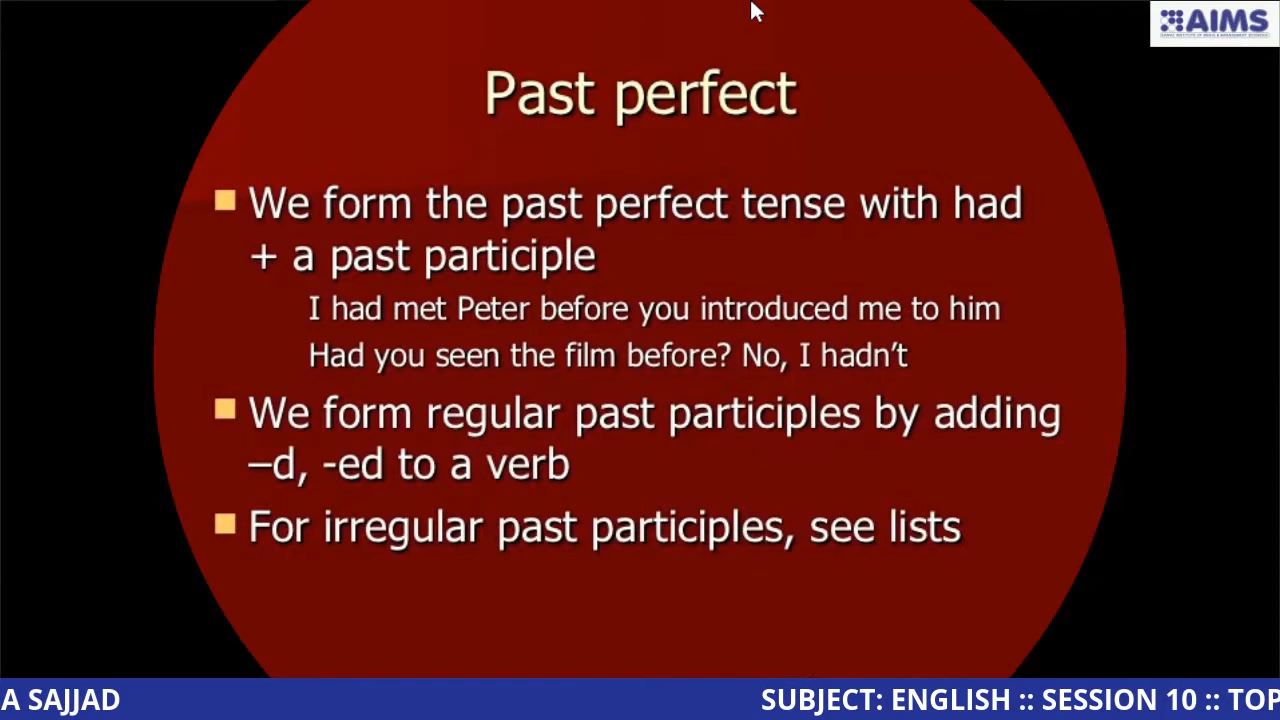 AIMS
Past perfect
We form the past perfect tense with had
+ a past participle
I had met Peter before you introduced me to him
Had you seen the film before? No, I hadn’t
We form regular past participles by adding
–d, -ed to a verb
For irregular past participles, see lists
A SAJJAD
SUBJECT: ENGLISH :: SESSION 10 :: TOP